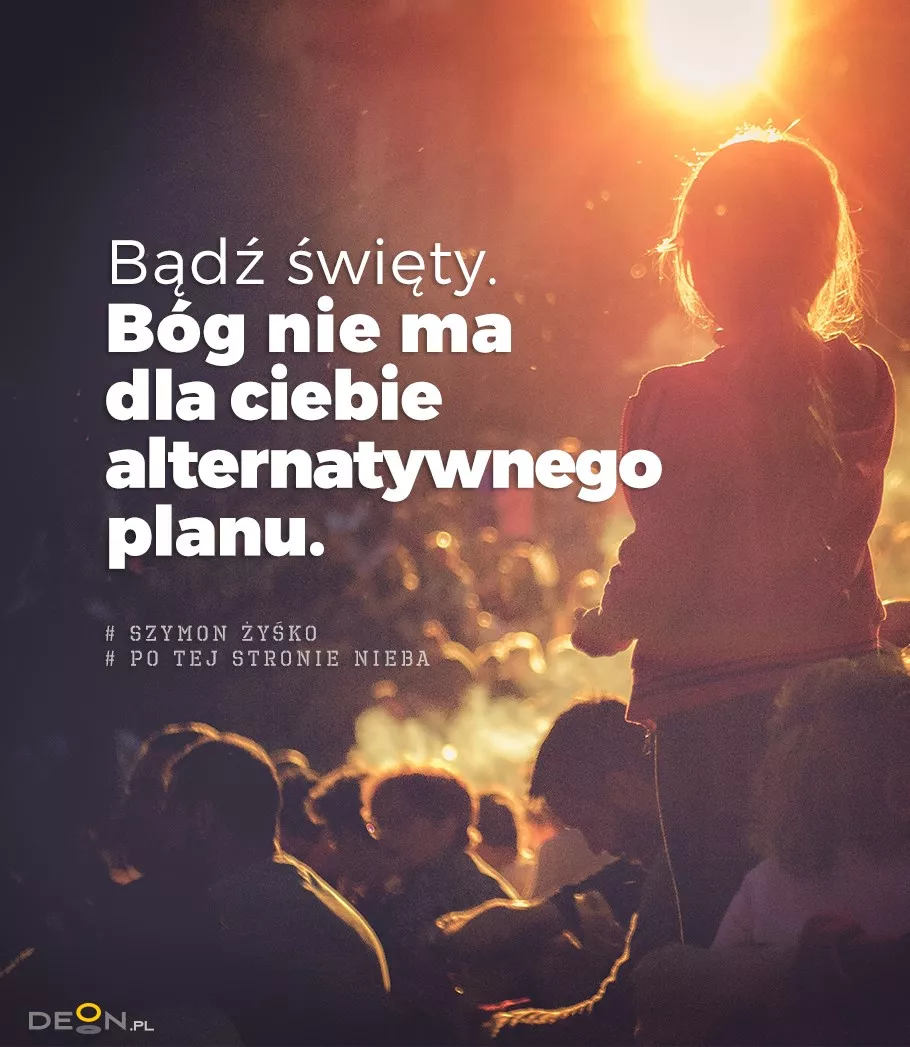 Bądź święty.
Bóg nie ma
dla ciebie
alternatywnego
planu.
# SZYMON ŻYŚKO
# PO TEJ STRONIE NIEBA
DEON.PL